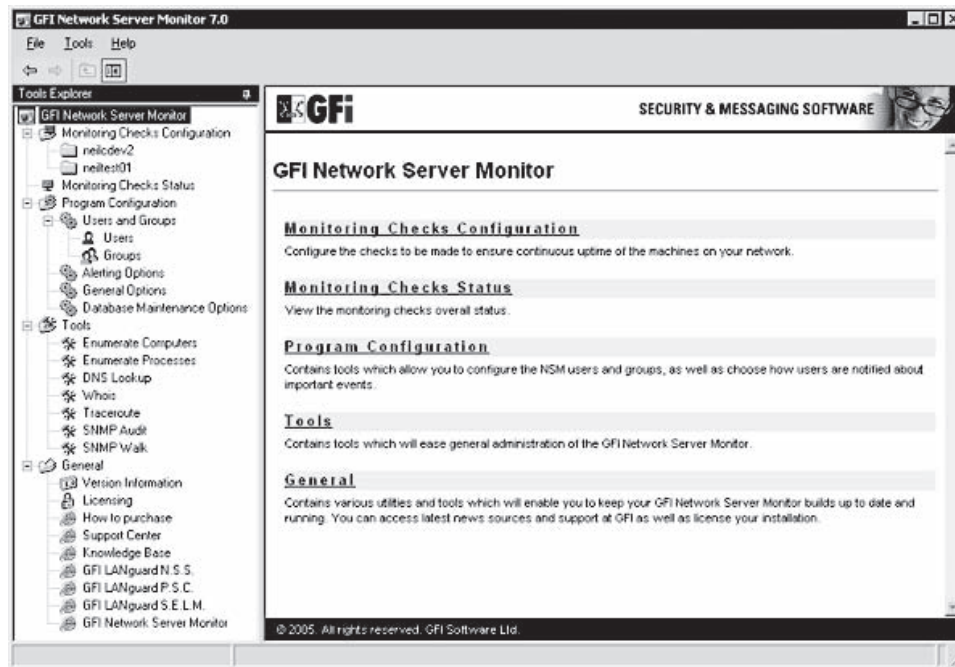 GFI Network Server Monitor 7.0
File Tools Help
Tools Explorer
GFI Network Server Monitor
Monitoring Checks Configuration
neilcdev2
neiltest01
Monitoring Checks Status
Program Configuration
Users and Groups
Users
Groups
Alerting Options
General Options
Database Maintenance Options
Tools
Enumerate Computers
Enumerate Processes
DNS Lookup
Whois
Traceroute
SNMP Audit
SNMP Walk
General
Version Information
Licensing
How to purchase
Support Center
Knowledge Base
GFI LANguard N.S.S.
GFI LANguard P.S.C.
GFI LANguard S.E.L.M.
GFI Network Server Monitor
GFi
SECURITY & MESSAGING SOFTWARE
GFI Network Server Monitor
Monitoring Checks Configuration
Configure the checks to be made to ensure continuous uptime of the machines on your network.
Monitoring Checks Status
View the monitoring checks overall status.
Program Configuration
Contains tools which allow you to configure the NSM users and groups, as well as choose how users are notified about
important events.
Tools
Contains tools which will ease general administration of the GFI Network Server Monitor.
General
Contains various utilities and tools which will enable you to keep your GFI Network Server Monitor builds up to date and
running. You can access latest news sources and support at GFI as well as license your installation.
© 2005. All rights reserved. GFI Software Ltd.